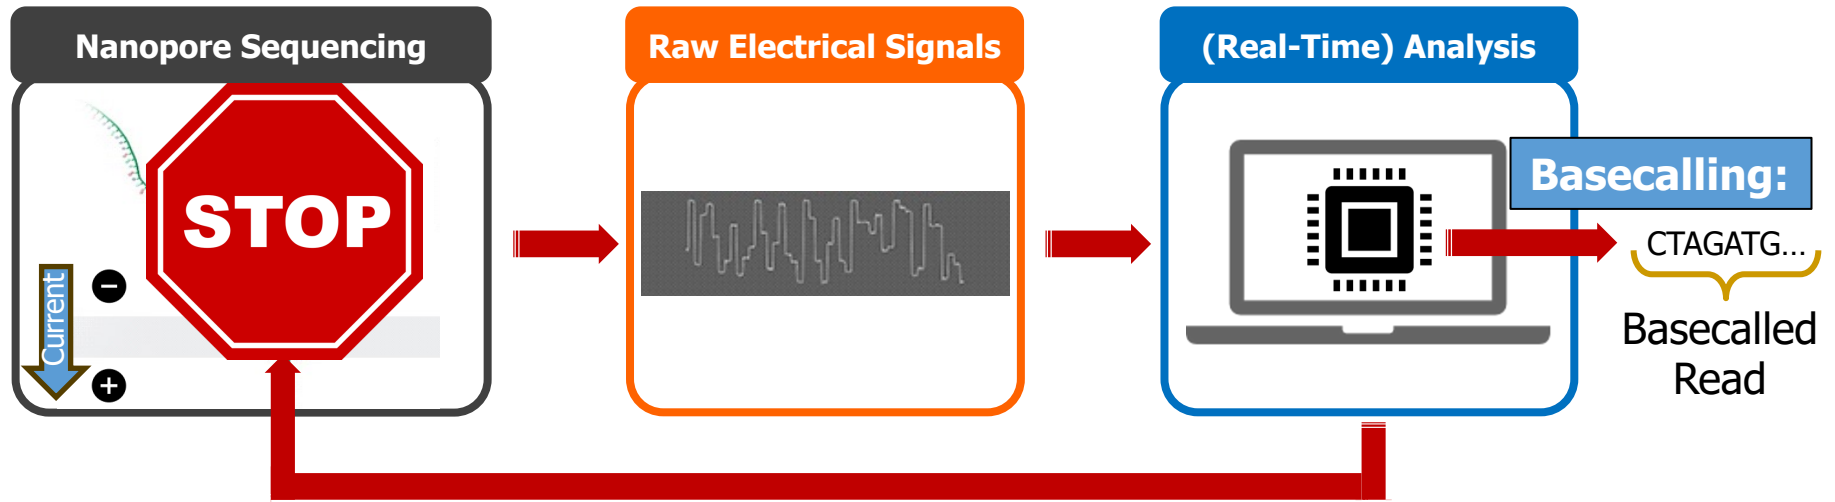 Nanopore Sequencing
Raw Electrical Signals
(Real-Time) Analysis
STOP
Current
−
+
Basecalling:
CTAGATG...
Basecalled
Read